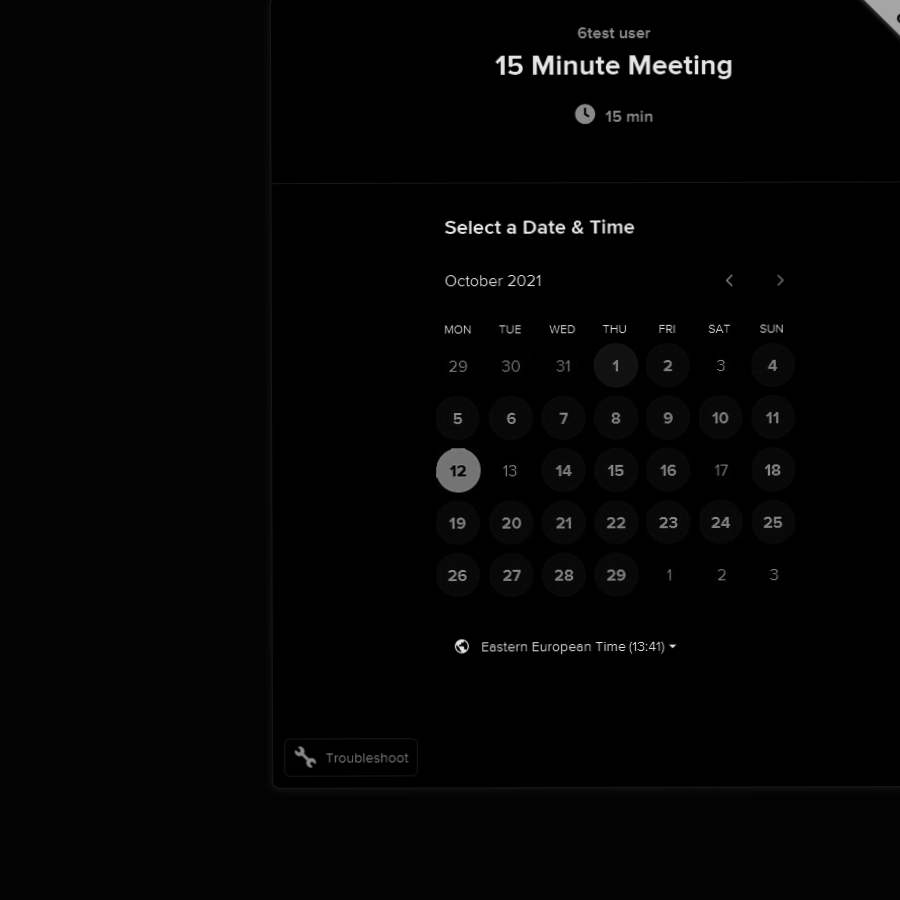 6test user
15 Minute Meeting
15 min
Select a Date & Time
October 2021
MON TUE WED THU FRI SAT SUN
29 30 31 1 2 3 4
5 6 7 8 9 10 11
12 13 14 15 16 17 18
19 20 21 22 23 24 25
26 27 28 29 1 2 3
Eastern European Time (13:41)
Troubleshoot